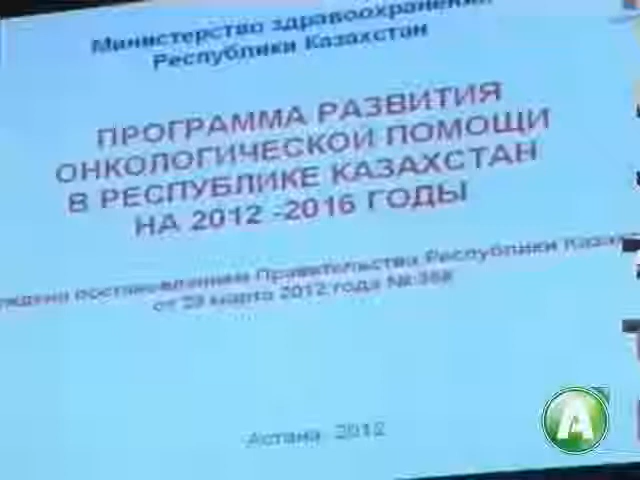 Министерство здравоохранения
Республики Казахстан
ПРОГРАММА РАЗВИТИЯ
ОНКОЛОГИЧЕСКОЙ ПОМОЩИ
В РЕСПУБЛИКЕ КАЗАХСТАН
НА 2012 -2016 ГОДЫ
постановлением Правительства Республики
от 29 марта 2012 года №
Астана 2012
А